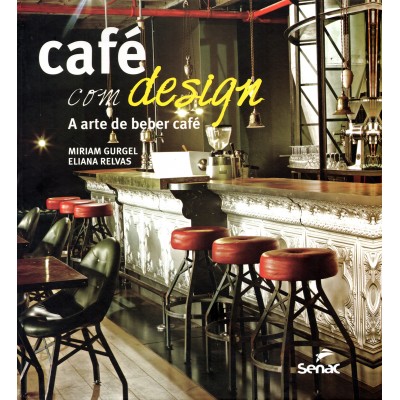 café
com design
A arte de beber café
MIRIAM GURGEL
ELIANA RELVAS
senac